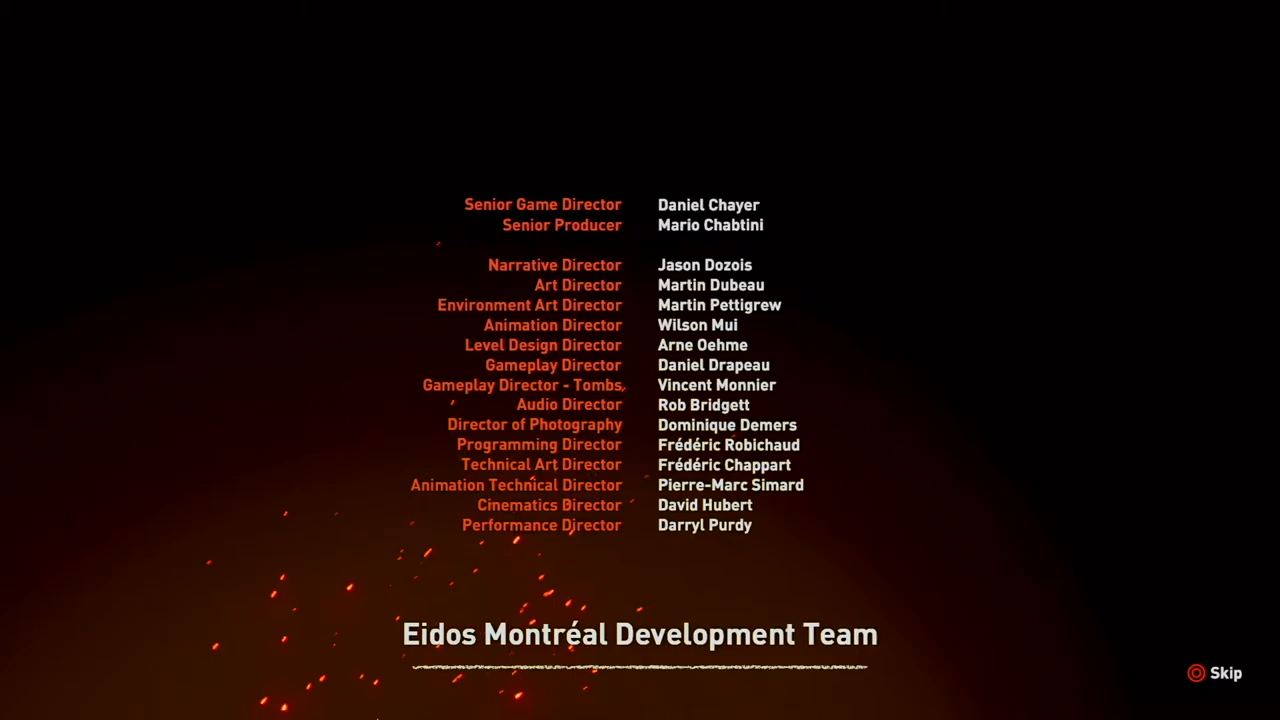 Senior Game Director Daniel Chayer
Senior Producer Mario Chabtini
Narrative Director Jason Dozois
Art Director Martin Dubeau
Environment Art Director Martin Pettigrew
Animation Director Wilson Mui
Level Design Director Arne Oehme
Gameplay Director Daniel Drapeau
Gameplay Director - Tombs Vincent Monnier
Audio Director Rob Bridgett
Director of Photography Dominique Demers
Programming Director Frédéric Robichaud
Technical Art Director Frédéric Chappart
Animation Technical Director Pierre-Marc Simard
Cinematics Director David Hubert
Performance Director Darryl Purdy
Eidos Montréal Development Team
Skip